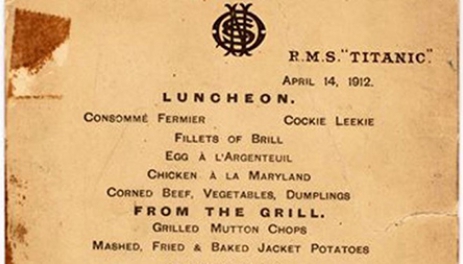 R.M.S. "TITANIC."
APRIL 14, 1912.
LUNCHEON.
CONSOMMÉ FERMIER COCKIE LEEKIE
FILLETS OF BRILL
EGG À L'ARGENTEUIL
CHICKEN À LA MARYLAND
CORNED BEEF, VEGETABLES, DUMPLINGS
FROM THE GRILL.
GRILLED MUTTON CHOPS
MASHED, FRIED & BAKED JACKET POTATOES